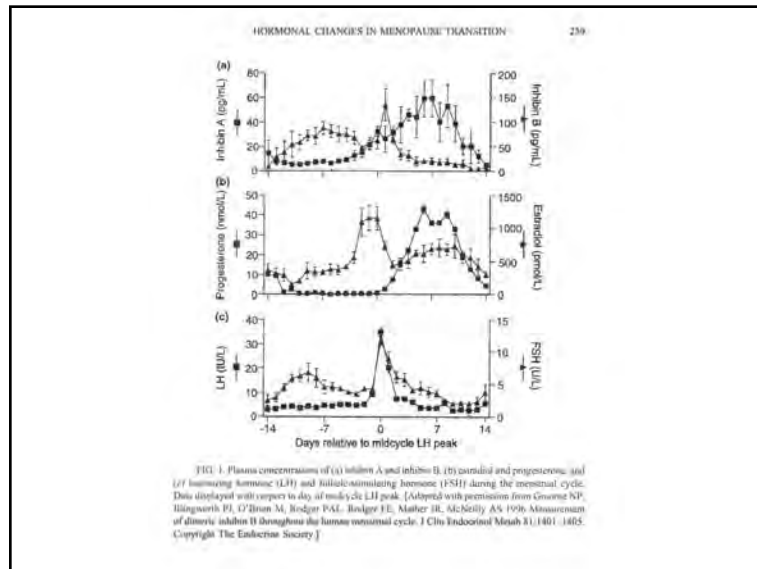 HORMONAL CHANGES IN MENOPAUSE TRANSITION 259
(a)
80
60
40
20
0
Inhibin A (pg/mL)
200
150
100
50
0
Inhibin B
(pg/mL)
(b)
50
40
30
20
10
0
Progesterone (nmol/L)
1500
1000
500
0
Estradiol
(pmol/L)
(c)
40
30
20
10
0
LH (IU/L)
15
10
5
0
FSH (U/L)
-14 -7 0 7 14
Days relative to midcycle LH peak
FIG. 1. Plasma concentrations of (a) inhibin A and inhibin B, (b) estradiol and progesterone, and
(c) luteinizing hormone (LH) and follicle-stimulating hormone (FSH) during the menstrual cycle.
Data displayed with respect to day of midcycle LH peak. [Adapted with permission from Groome NP,
Illingworth PJ, O'Brien M, Rodger FE, Mather JP, McNeilly AS 1996 Measurement
of dimeric inhibin B throughout the human menstrual cycle. J Clin Endocrinol Metab 81:1401-1405.
Copyright The Endocrine Society.]